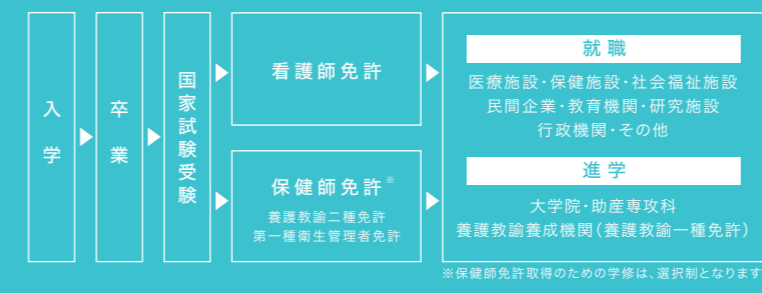 入学
卒業
国家試験受験
看護師免許
保健師免許※
養護教諭二種免許
第一種衛生管理者免許
就職
医療施設・保健施設・社会福祉施設
民間企業・教育機関・研究施設
行政機関・その他
進学
大学院・助産専攻科
養護教諭養成機関（養護教諭一種免許）
※保健師免許取得のための学修は、選択制となります